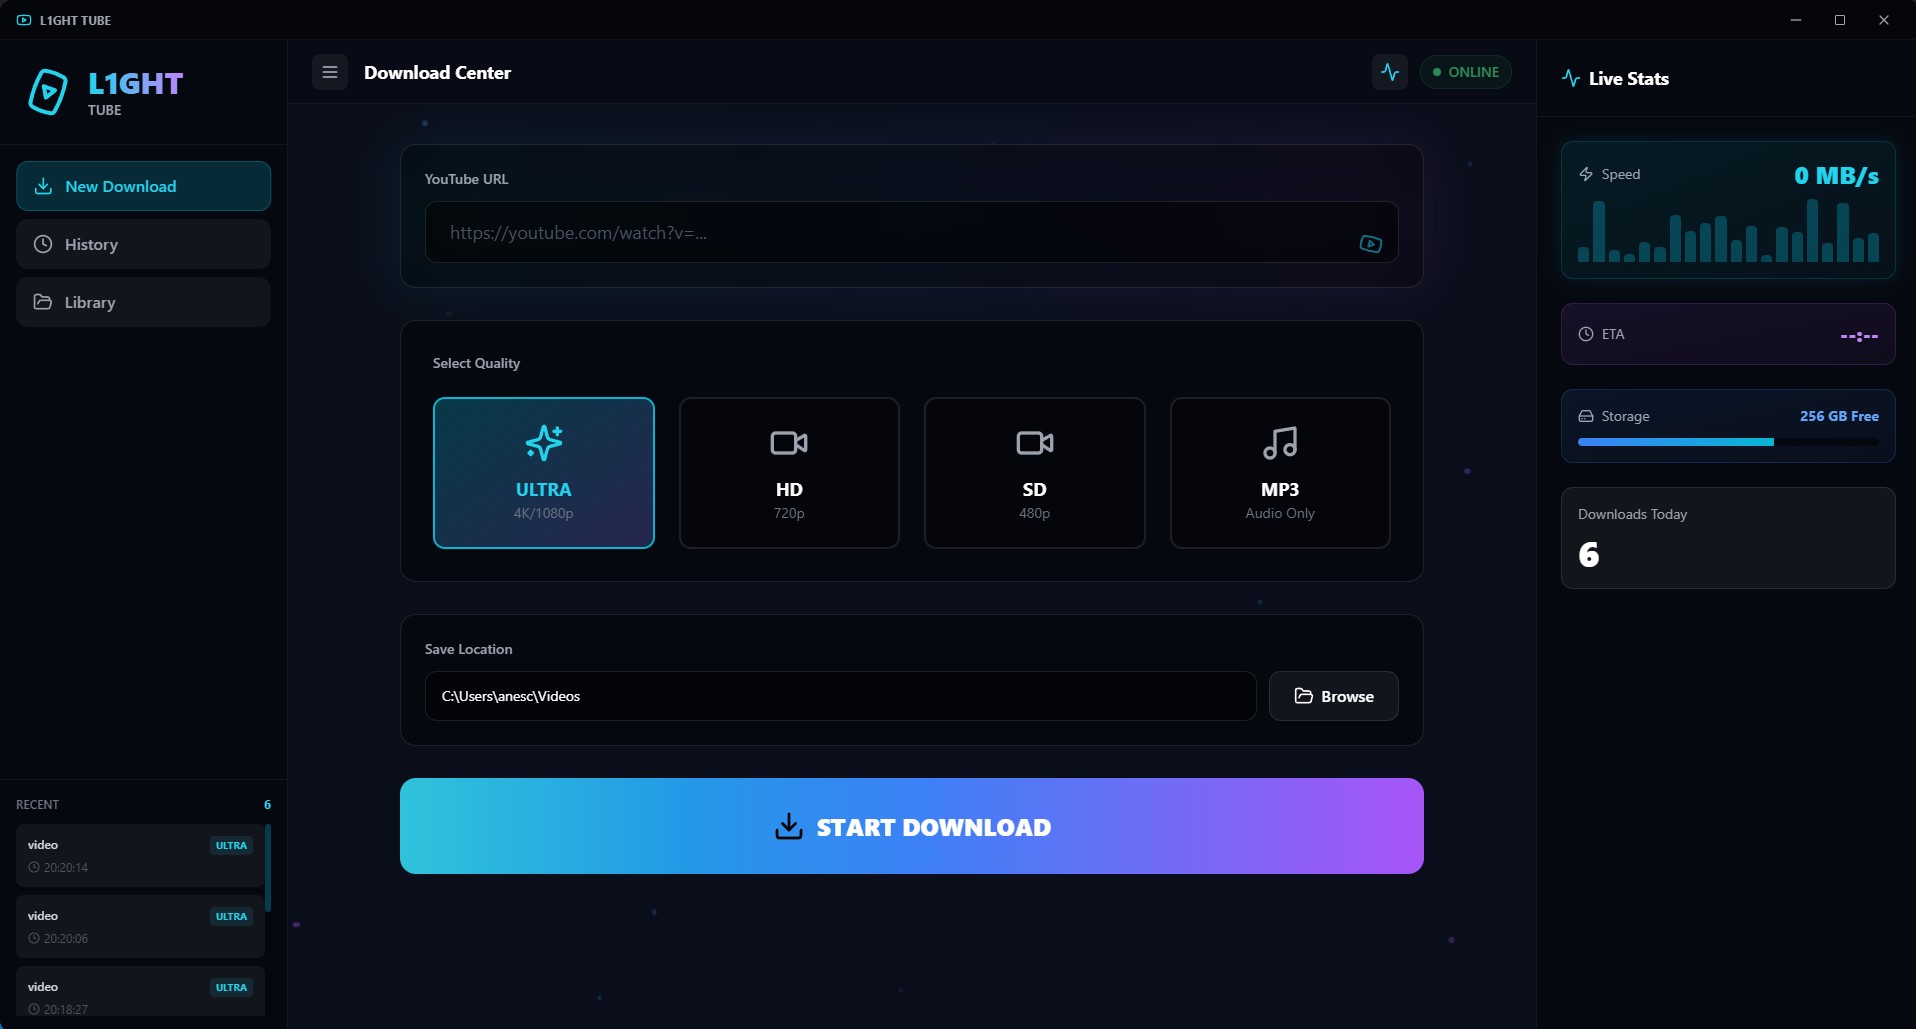 L1GHT TUBE
L1GHT
TUBE
New Download
History
Library
RECENT 6
video ULTRA
20:20:14
video ULTRA
20:20:06
video ULTRA
20:18:27
Download Center
ONLINE
YouTube URL
https://youtube.com/watch?v=...
Select Quality
ULTRA
4K/1080p
HD
720p
SD
480p
MP3
Audio Only
Save Location
C:\Users\anesc\Videos
Browse
START DOWNLOAD
Live Stats
Speed 0 MB/s
ETA --:--
Storage 256 GB Free
Downloads Today
6